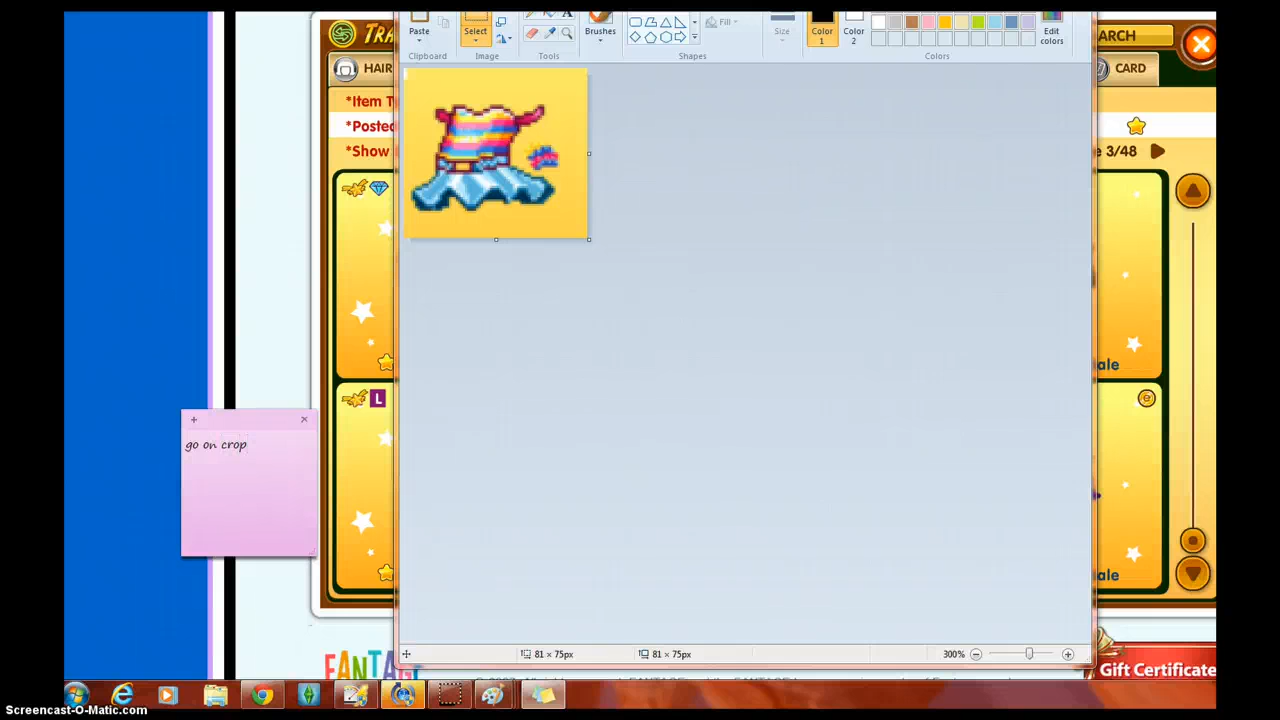 TRA
ARCH
HAIR
CARD
*Item T
*Posted
*Show
e 3/48
L
ale
ale
Paste
Select
Brushes
A
Size
Fill
Color
1
Color
2
Edit
colors
Clipboard
Image
Tools
Shapes
Colors
go on crop
81 × 75px
81 × 75px
300%
FANTAG
Gift Certificate
Screencast-O-Matic.com